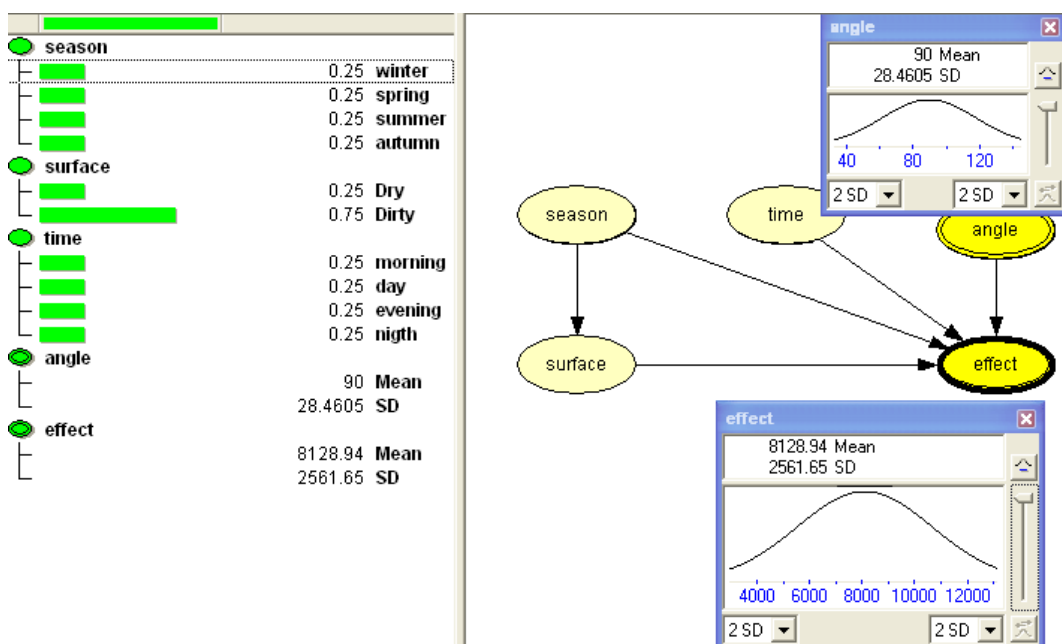 season
0.25 winter
0.25 spring
0.25 summer
0.25 autumn
surface
0.25 Dry
0.75 Dirty
time
0.25 morning
0.25 day
0.25 evening
0.25 nigth
angle
90 Mean
28.4605 SD
effect
8128.94 Mean
2561.65 SD
angle
90 Mean
28.4605 SD
40 80 120
2 SD 2 SD
season
time
angle
surface
effect
effect
8128.94 Mean
2561.65 SD
4000 6000 8000 10000 12000
2 SD 2 SD